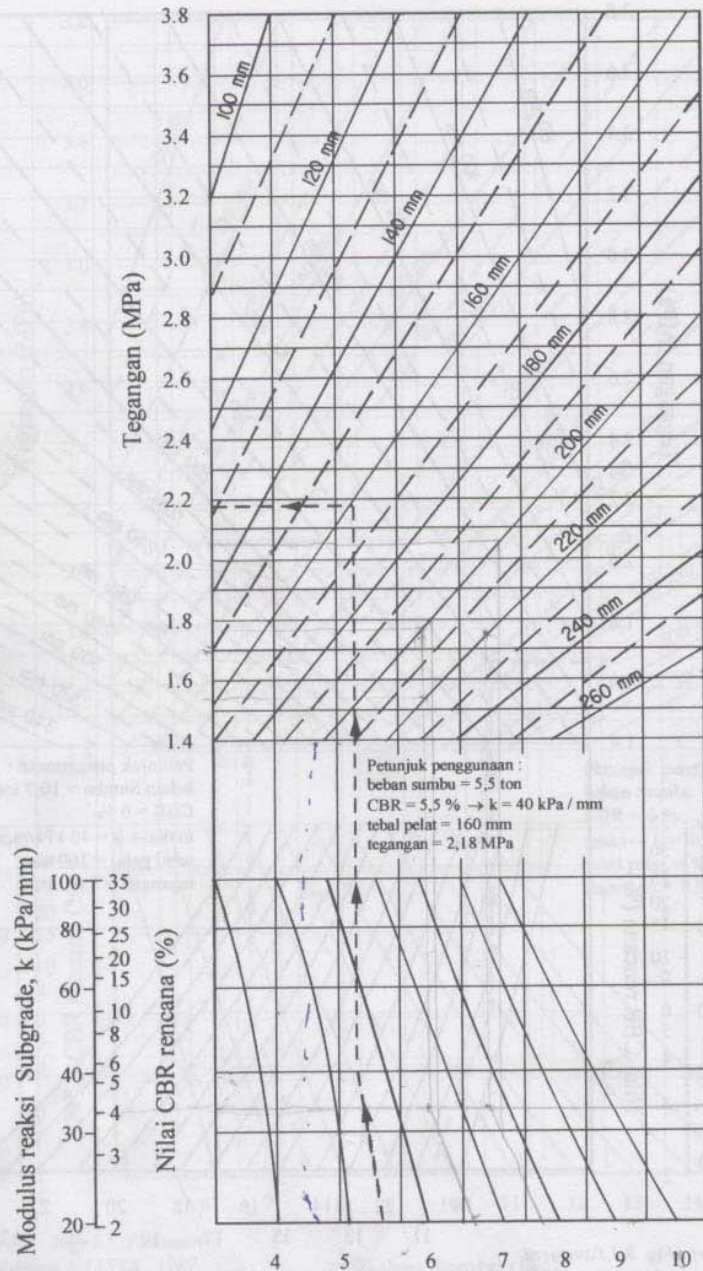 Tegangan (MPa)
3.8
3.6
3.4
3.2
3.0
2.8
2.6
2.4
2.2
2.0
1.8
1.6
1.4
100 mm
120 mm
140 mm
160 mm
180 mm
200 mm
220 mm
240 mm
260 mm
Petunjuk penggunaan :
beban sumbu = 5,5 ton
CBR = 5,5 % → k = 40 kPa / mm
tebal pelat = 160 mm
tegangan = 2,18 MPa
Modulus reaksi Subgrade, k (kPa/mm)
100
80
60
40
30
20
Nilai CBR rencana (%)
35
30
25
20
15
10
8
6
5
4
3
2
4 5 6 7 8 9 10